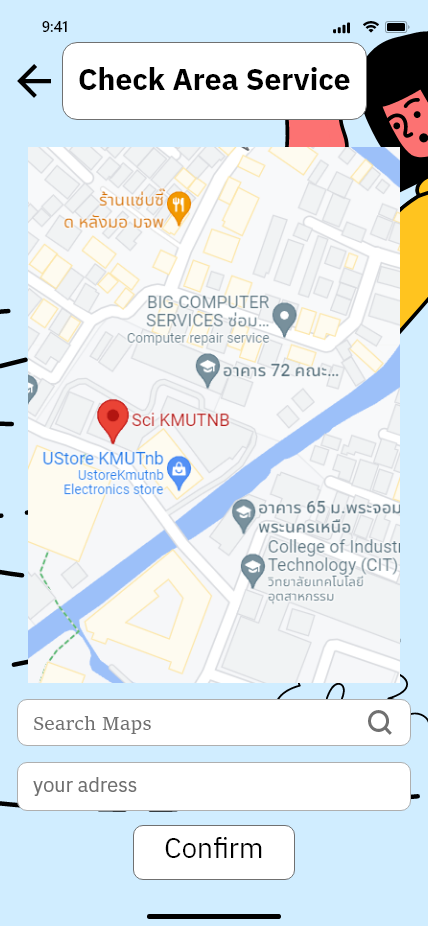 9:41
Check Area Service
ร้านแซ่บซี๊
ด หลังมอ มจพ
BIG COMPUTER
SERVICES ซ่อม...
Computer repair service
อาคาร 72 คณะ...
Sci KMUTNB
UStore KMUTnb
UstoreKmutnb
Electronics store
อาคาร 65 ม.พระจอม
พระนครเหนือ
College of Industr
Technology (CIT)
วิทยาลัยเทคโนโลยี
อุตสาหกรรม
Search Maps
your adress
Confirm